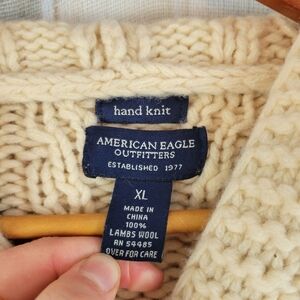 hand knit
AMERICAN EAGLE
OUTFITTERS
ESTABLISHED 1977
XL
MADE IN
CHINA
100%
LAMBS WOOL
RN 54485
OVER FOR CARE